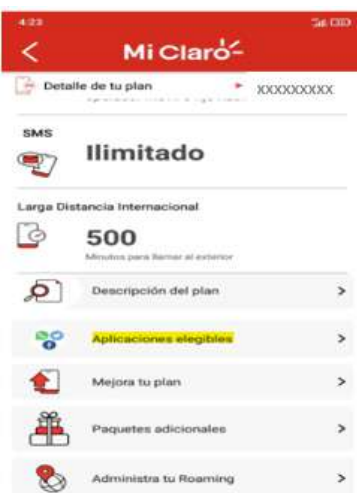 4:23
Mi Claro
Detalle de tu plan XXXXXXXXX
SMS
Ilimitado
Larga Distancia Internacional
500
Minutos para llamar al exterior
Descripción del plan
Aplicaciones elegibles
Mejora tu plan
Paquetes adicionales
Administra tu Roaming